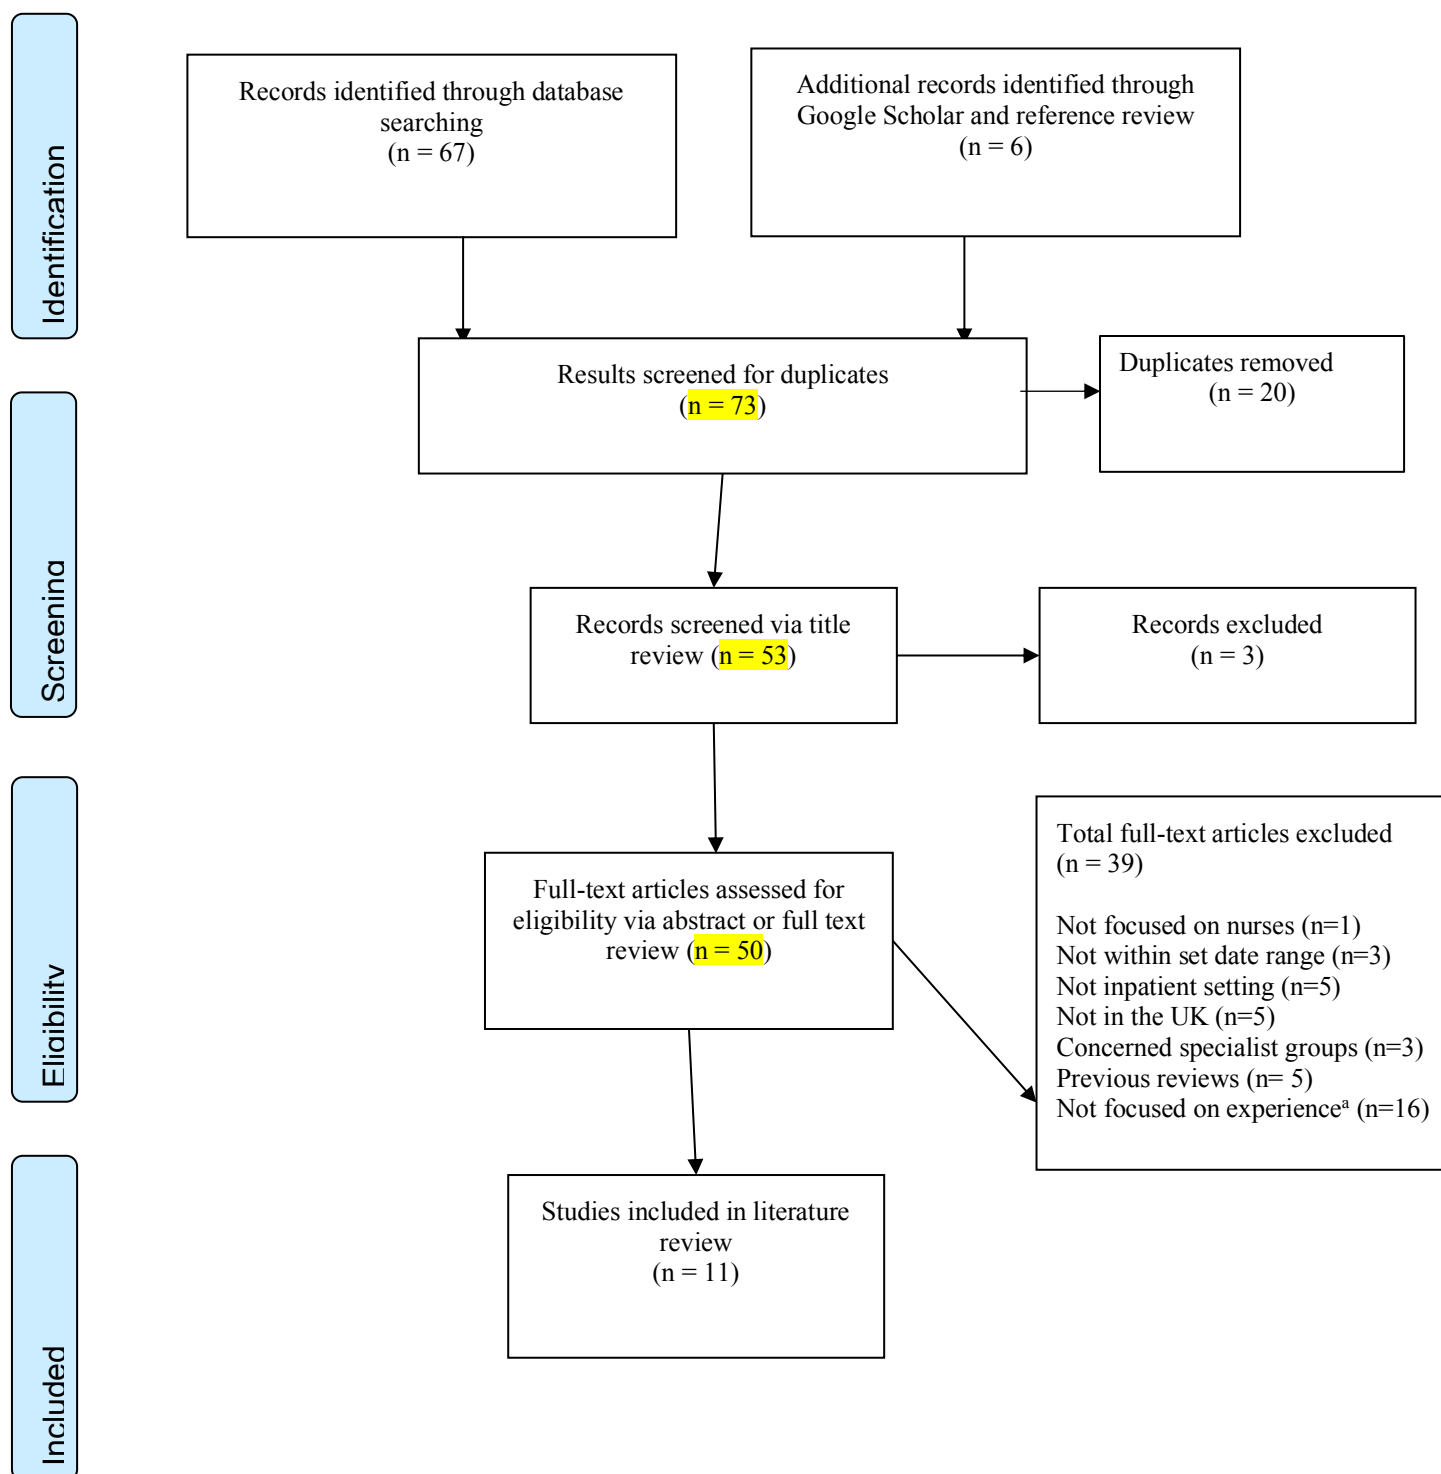 Identification
Records identified through database
searching
(n = 67)
Additional records identified through
Google Scholar and reference review
(n = 6)
Results screened for duplicates
(n = 73)
Duplicates removed
(n = 20)
Screening
Records screened via title
review (n = 53)
Records excluded
(n = 3)
Eligibility
Full-text articles assessed for
eligibility via abstract or full text
review (n = 50)
Total full-text articles excluded
(n = 39)
Not focused on nurses (n=1)
Not within set date range (n=3)
Not inpatient setting (n=5)
Not in the UK (n=5)
Concerned specialist groups (n=3)
Previous reviews (n= 5)
Not focused on experienceᵃ (n=16)
Included
Studies included in literature
review
(n = 11)